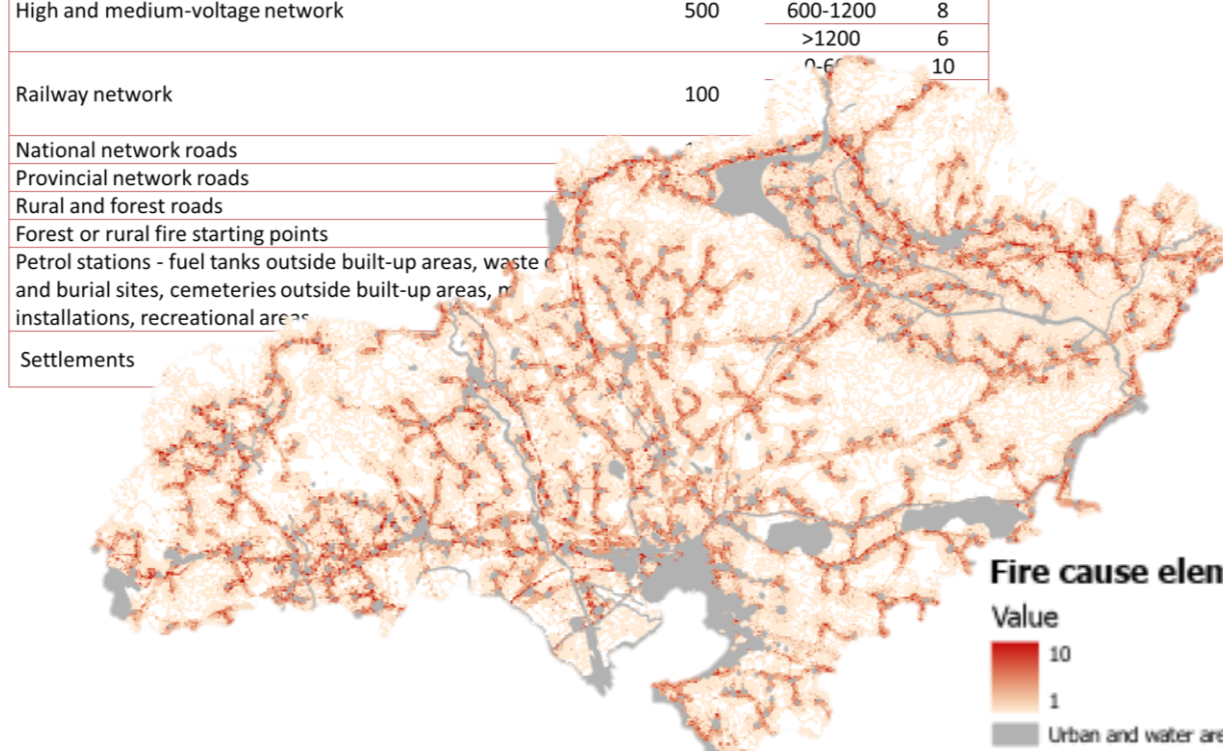 High and medium-voltage network 500 600-1200 8
>1200 6
10
Railway network 100
National network roads
Provincial network roads
Rural and forest roads
Forest or rural fire starting points
Petrol stations - fuel tanks outside built-up areas, waste
and burial sites, cemeteries outside built-up areas,
installations, recreational areas
Settlements
Fire cause
Value
10
1
Urban and water